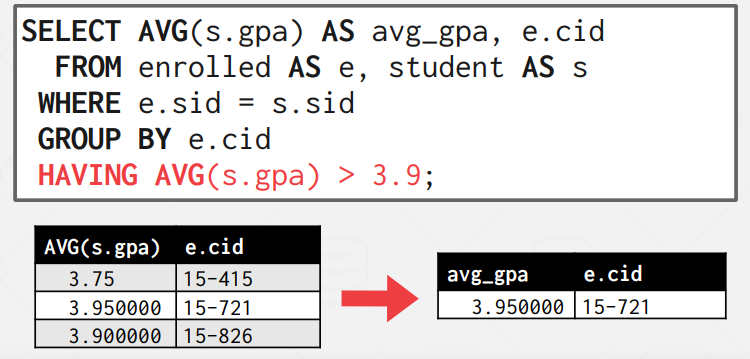 SELECT AVG(s.gpa) AS avg_gpa, e.cid
FROM enrolled AS e, student AS s
WHERE e.sid = s.sid
GROUP BY e.cid
HAVING AVG(s.gpa) > 3.9;
AVG(s.gpa) e.cid
3.75 15-415
3.950000 15-721
3.900000 15-826
avg_gpa e.cid
3.950000 15-721